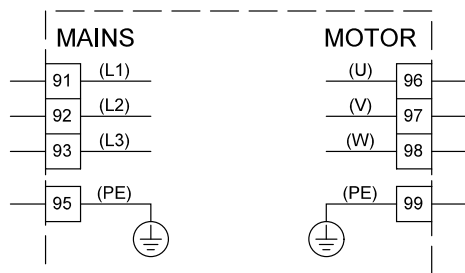 MAINS MOTOR
91 (L1) (U) 96
92 (L2) (V) 97
93 (L3) (W) 98
95 (PE) (PE) 99